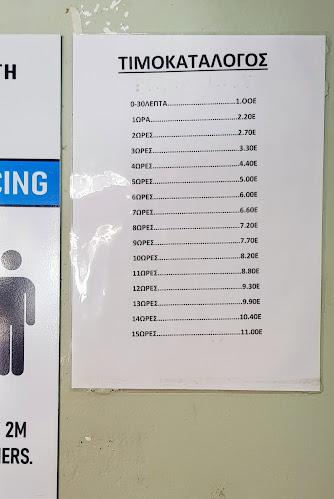 ΤΗ
CING
2M
ΤΙΜΟΚΑΤΑΛΟΓΟΣ
0-30ΛΕΠΤΑ............................1.00Ε
1ΩΡΑ....................................2.20Ε
2ΩΡΕΣ..................................2.70Ε
3ΩΡΕΣ..................................3.30Ε
4ΩΡΕΣ..................................4.40Ε
5ΩΡΕΣ..................................5.00Ε
6ΩΡΕΣ..................................6.00Ε
7ΩΡΕΣ..................................6.60Ε
8ΩΡΕΣ..................................7.20Ε
9ΩΡΕΣ..................................7.70Ε
10ΩΡΕΣ................................8.20Ε
11ΩΡΕΣ................................8.80Ε
12ΩΡΕΣ................................9.30Ε
13ΩΡΕΣ................................9.90Ε
14ΩΡΕΣ...............................10.40Ε
15ΩΡΕΣ...............................11.00Ε